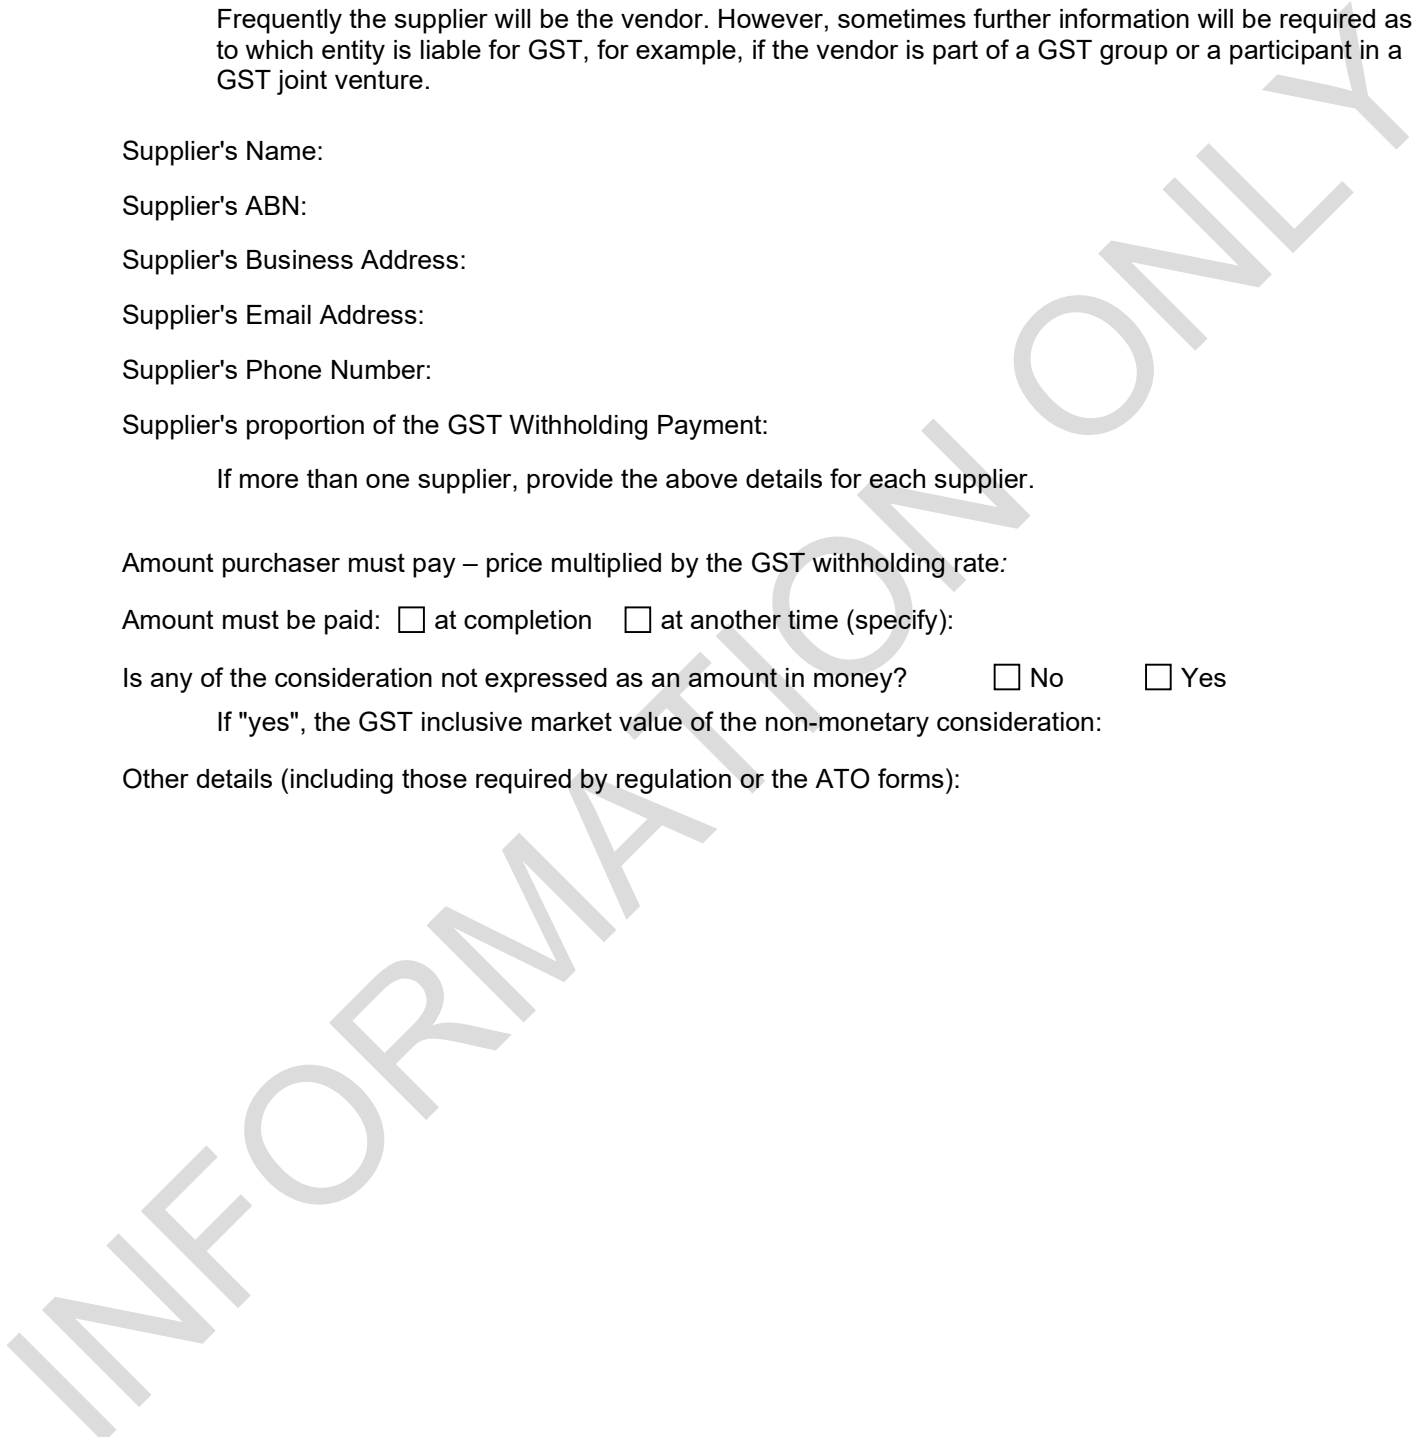 Frequently the supplier will be the vendor. However, sometimes further information will be required as
to which entity is liable for GST, for example, if the vendor is part of a GST group or a participant in a
GST joint venture.
Supplier's Name:
Supplier's ABN:
Supplier's Business Address:
Supplier's Email Address:
Supplier's Phone Number:
Supplier's proportion of the GST Withholding Payment:
If more than one supplier, provide the above details for each supplier.
Amount purchaser must pay – price multiplied by the GST withholding rate:
Amount must be paid: ☐ at completion ☐ at another time (specify):
Is any of the consideration not expressed as an amount in money? ☐ No ☐ Yes
If "yes", the GST inclusive market value of the non-monetary consideration:
Other details (including those required by regulation or the ATO forms):
INFORMATION ONLY